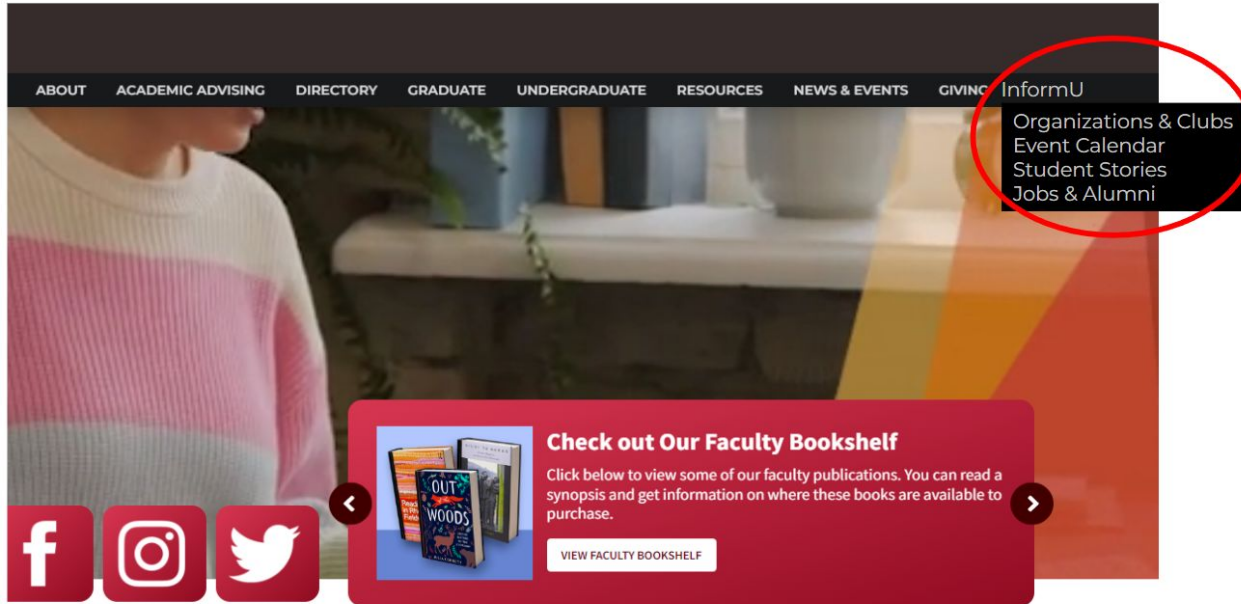 ABOUT ACADEMIC ADVISING DIRECTORY GRADUATE UNDERGRADUATE RESOURCES NEWS & EVENTS GIVING InformU
Organizations & Clubs
Event Calendar
Student Stories
Jobs & Alumni
Check out Our Faculty Bookshelf
Click below to view some of our faculty publications. You can read a
synopsis and get information on where these books are available to
purchase.
VIEW FACULTY BOOKSHELF
OUT
WOODS